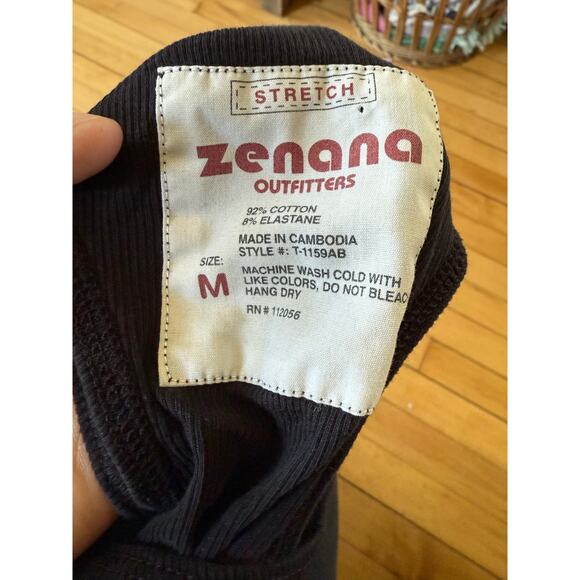 STRETCH
zenana
OUTFITTERS
92% COTTON
8% ELASTANE
MADE IN CAMBODIA
STYLE #: T-1159AB
SIZE:
M
MACHINE WASH COLD WITH
LIKE COLORS, DO NOT BLEAC
HANG DRY
RN # 112056